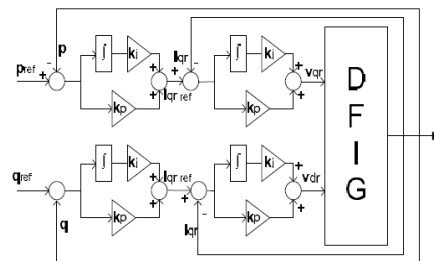 p
-
pref
+
∫
ki
+
+
kp
Iqr
-
+
Iqr ref
∫
ki
+
+
kp
vqr
D
F
I
G
qref
+
q
-
∫
ki
+
+
kp
Iqr ref
+
-
Iqr
∫
ki
+
+
kp
vdr